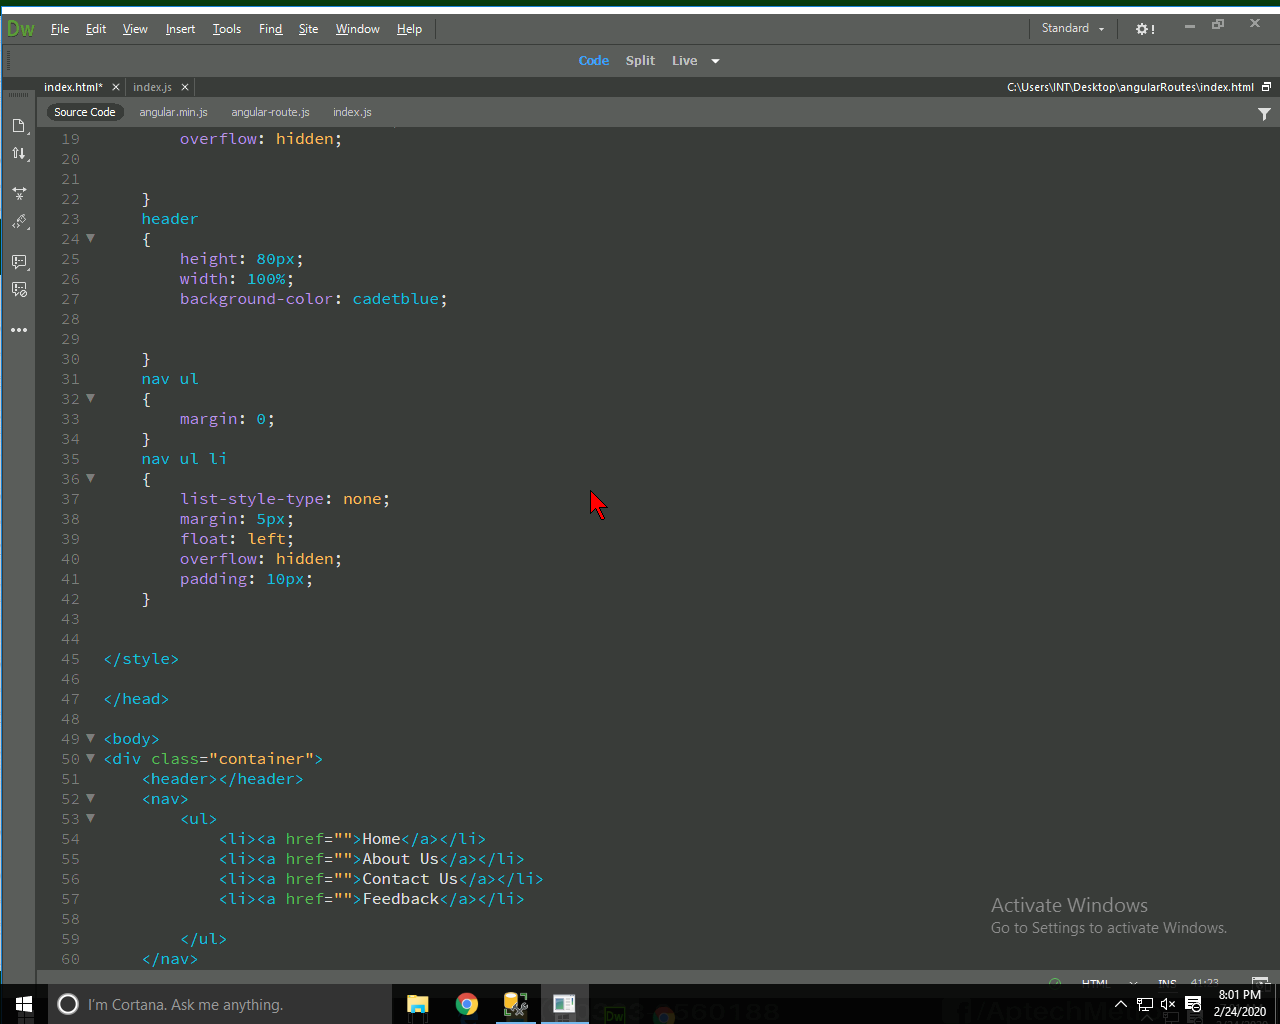 Dw File Edit View Insert Tools Find Site Window Help Standard !
Code Split Live
index.html* × index.js × C:\Users\INT\Desktop\angularRoutes\index.html
Source Code angular.min.js angular-route.js index.js
19 overflow: hidden;
20
21
22 }
23 header
24 {
25 height: 80px;
26 width: 100%;
27 background-color: cadetblue;
28
29
30 }
31 nav ul
32 {
33 margin: 0;
34 }
35 nav ul li
36 {
37 list-style-type: none;
38 margin: 5px;
39 float: left;
40 overflow: hidden;
41 padding: 10px;
42 }
43
44
45 </style>
46
47 </head>
48
49 <body>
50 <div class="container">
51 <header></header>
52 <nav>
53 <ul>
54 <li><a href="">Home</a></li>
55 <li><a href="">About Us</a></li>
56 <li><a href="">Contact Us</a></li>
57 <li><a href="">Feedback</a></li>
58
59 </ul>
60 </nav>
Activate Windows
Go to Settings to activate Windows.
HTML INS 41:23
I'm Cortana. Ask me anything.
8:01 PM
2/24/2020